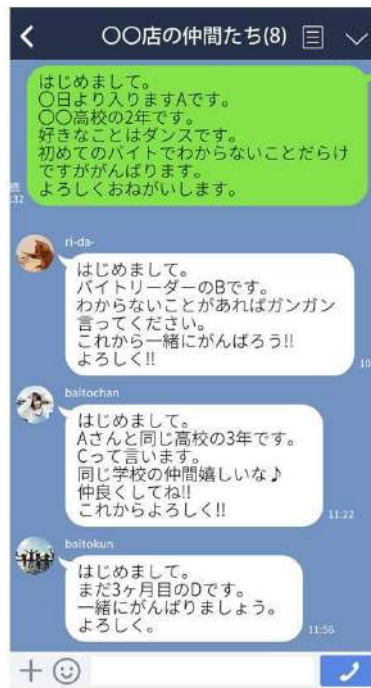 〇〇店の仲間たち(8)
はじめまして。
〇日より入りますAです。
〇〇高校の2年です。
好きなことはダンスです。
初めてのバイトでわからないことだらけ
ですががんばります。
よろしくおねがいします。
:32
ri-da-
はじめまして。
バイトリーダーのBです。
わからないことがあればガンガン
言ってください。
これから一緒にがんばろう!!
よろしく!!
10
baitochan
はじめまして。
Aさんと同じ高校の3年です。
Cって言います。
同じ学校の仲間嬉しいな♪
仲良くしてね!!
これからよろしく!!
11:22
baitokun
はじめまして。
まだ3ヶ月目のDです。
一緒にがんばりましょう。
よろしく。
11:56